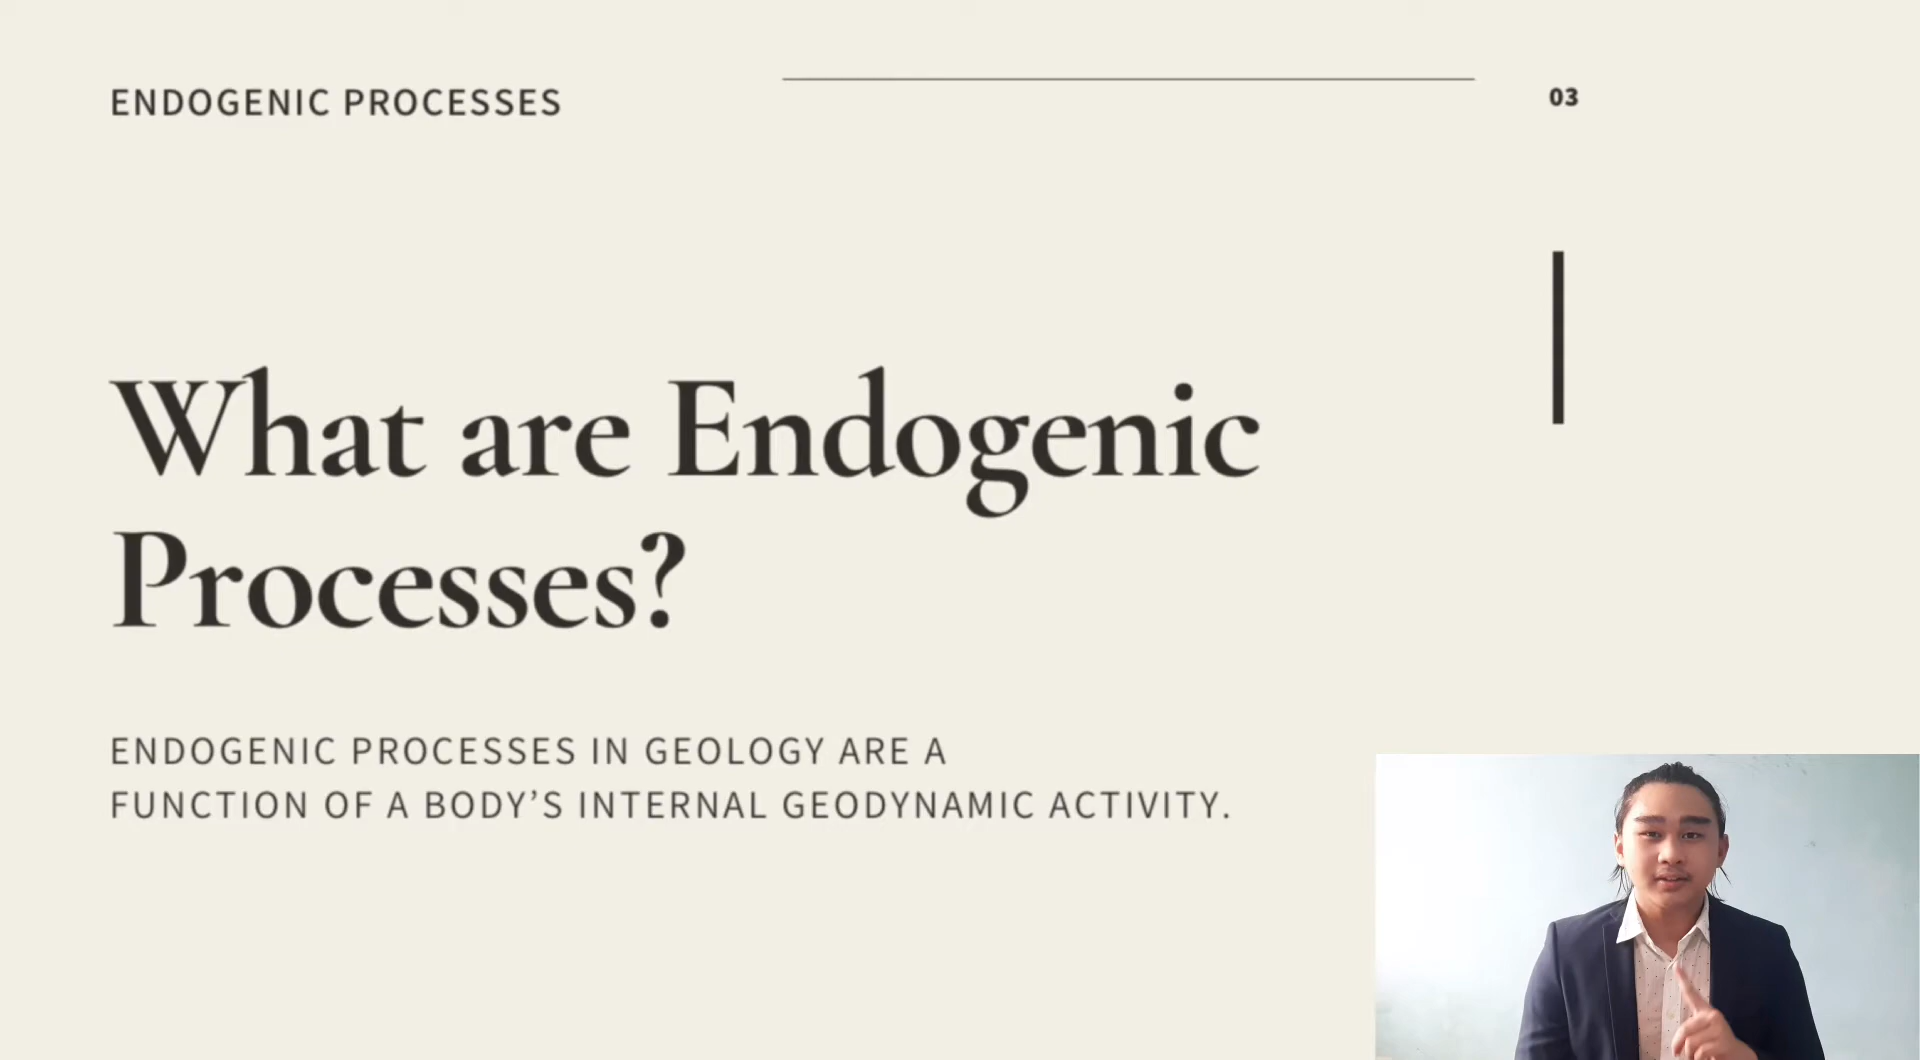 ENDOGENIC PROCESSES
03
What are Endogenic
Processes?
ENDOGENIC PROCESSES IN GEOLOGY ARE A
FUNCTION OF A BODY’S INTERNAL GEODYNAMIC ACTIVITY.